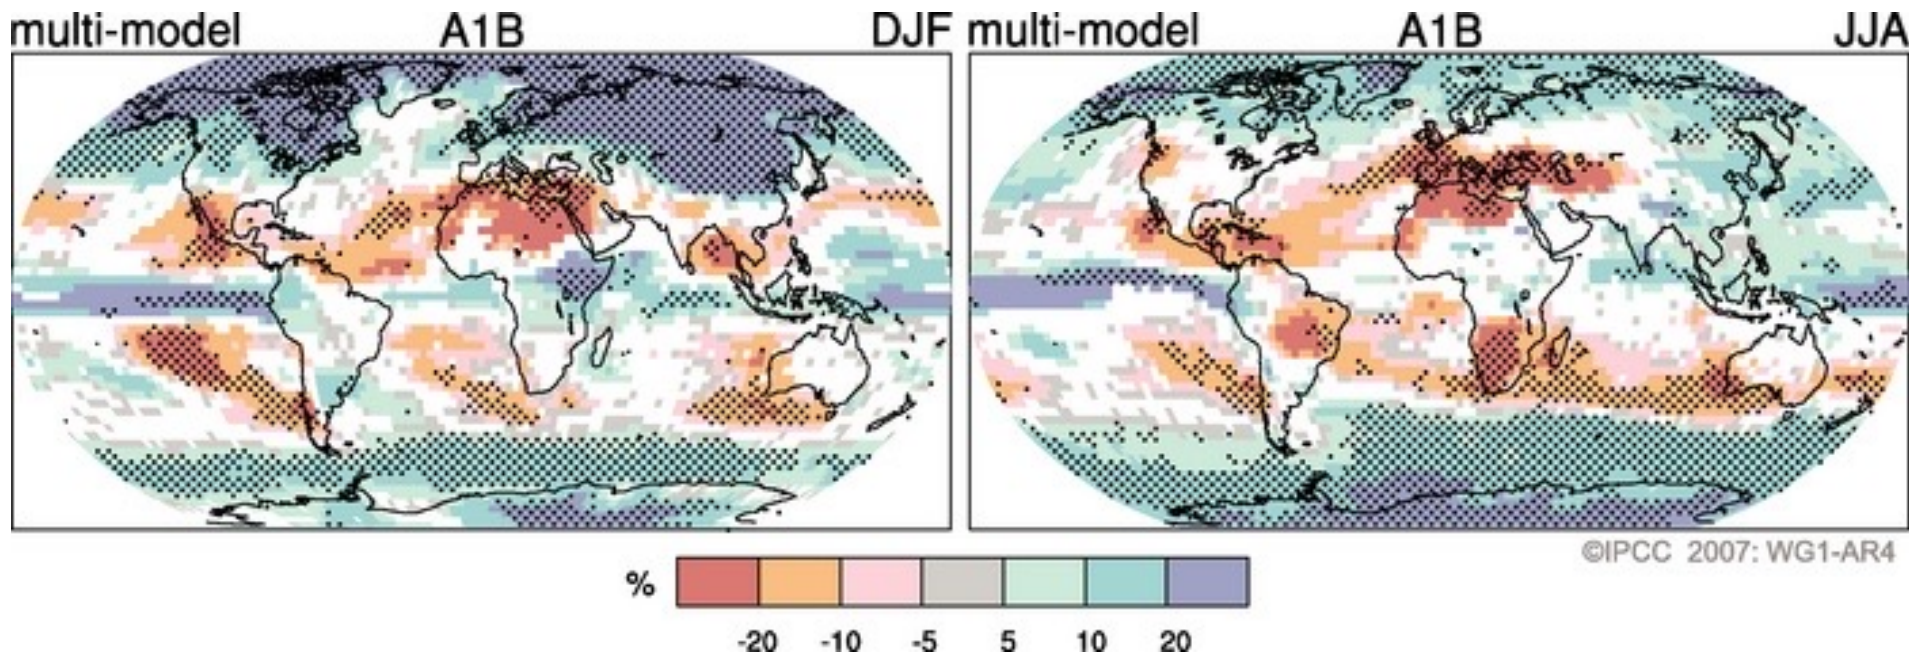 multi-model A1B DJF multi-model A1B JJA
©IPCC 2007: WG1-AR4
%
-20 -10 -5 5 10 20